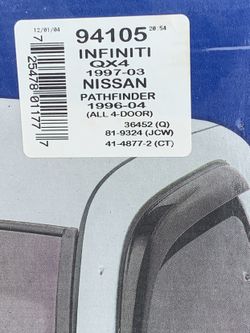 12/01/04
20:54
94105
INFINITI
QX4
1997-03
NISSAN
PATHFINDER
1996-04
(ALL 4-DOOR)
36452 (Q)
81-9324 (JCW)
41-4877-2 (CT)
7 25478 01177 7